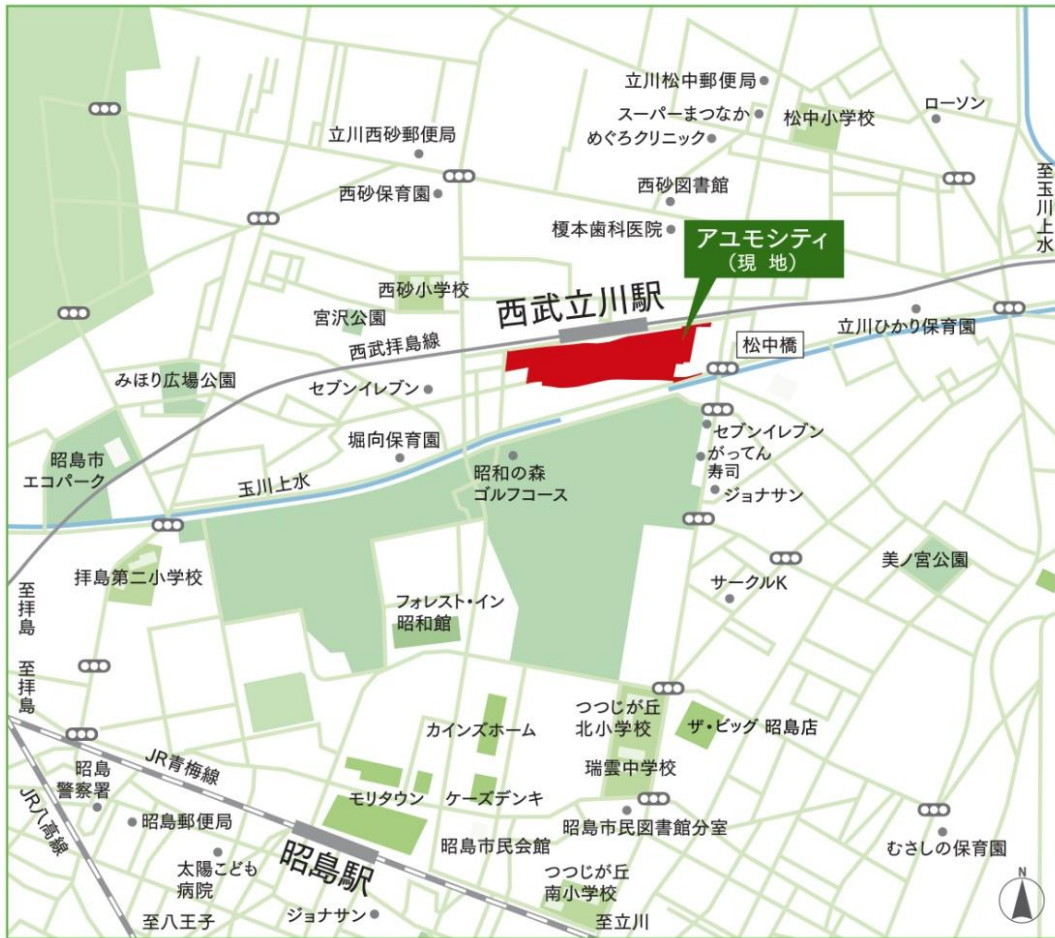 立川松中郵便局
スーパーまつなか
めぐろクリニック
松中小学校
ローソン
立川西砂郵便局
西砂保育園
西砂図書館
榎本歯科医院
至玉川上水
アユモシティ
（現 地）
西砂小学校
宮沢公園
西武立川駅
西武拝島線
立川ひかり保育園
松中橋
みほり広場公園
セブンイレブン
堀向保育園
昭島市
エコパーク
玉川上水
昭和の森
ゴルフコース
セブンイレブン
がってん
寿司
ジョナサン
拝島第二小学校
美ノ宮公園
サークルK
フォレスト・イン
昭和館
至拝島
至拝島
つつじが丘
北小学校
ザ・ビッグ 昭島店
カインズホーム
瑞雲中学校
JR青梅線
昭島
警察署
JR八高線
モリタウン
ケーズデンキ
昭島郵便局
昭島市民図書館分室
昭島市民会館
むさしの保育園
昭島駅
太陽こども
病院
つつじが丘
南小学校
至八王子
ジョナサン
至立川
N